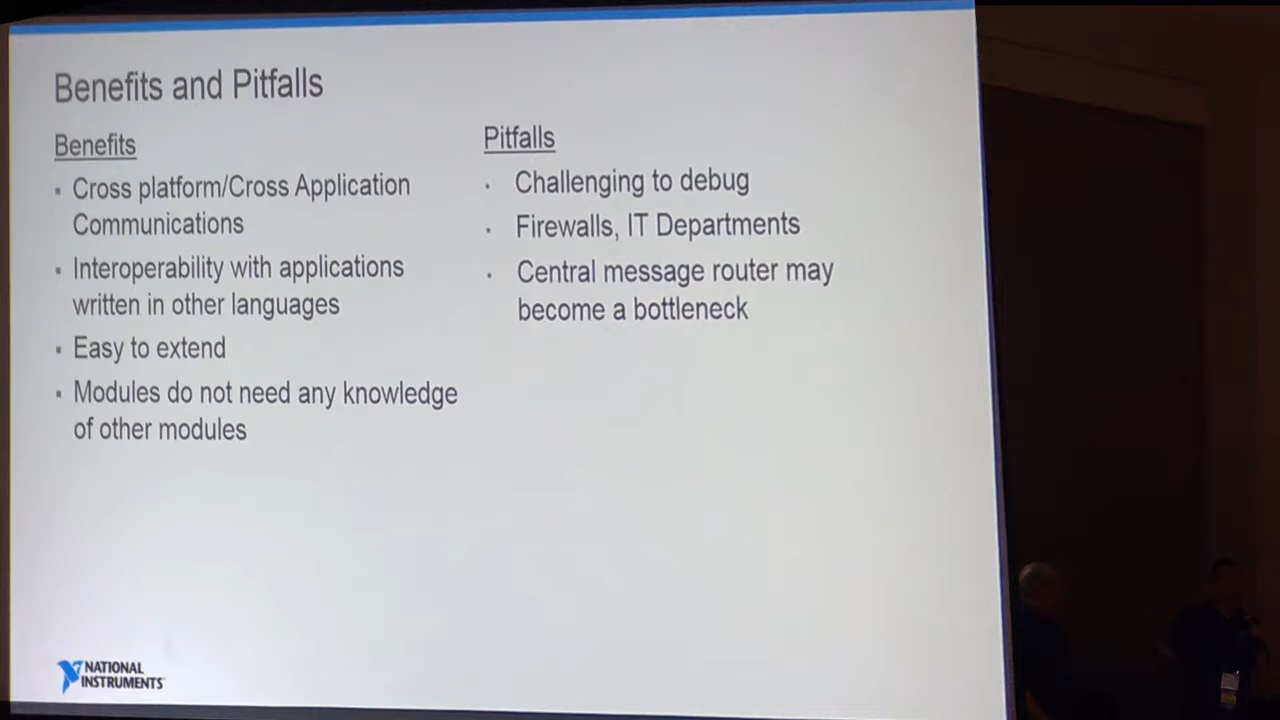 Benefits and Pitfalls
Benefits
▪ Cross platform/Cross Application
Communications
▪ Interoperability with applications
written in other languages
▪ Easy to extend
▪ Modules do not need any knowledge
of other modules
Pitfalls
· Challenging to debug
· Firewalls, IT Departments
· Central message router may
become a bottleneck
NATIONAL
INSTRUMENTS